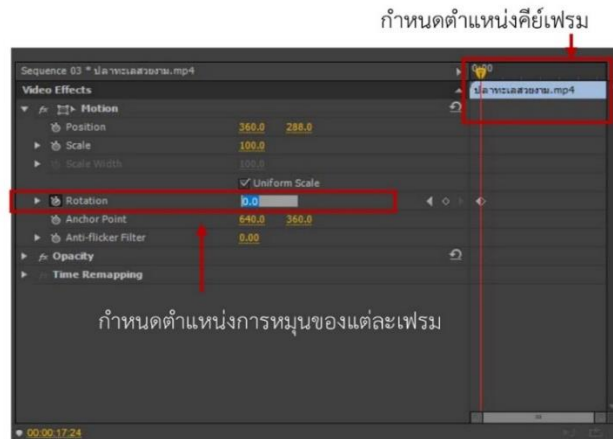 กำหนดตำแหน่งคีย์เฟรม
Sequence 03 * ปลาทะเลสวยงาม.mp4
Video Effects
ปลาทะเลสวยงาม.mp4
fx Motion
Position 360.0 288.0
Scale 100.0
Scale Width 100.0
Uniform Scale
Rotation 0.0
Anchor Point 640.0 360.0
Anti-flicker Filter 0.00
fx Opacity
Time Remapping
กำหนดตำแหน่งการหมุนของแต่ละเฟรม
00:00:17:24